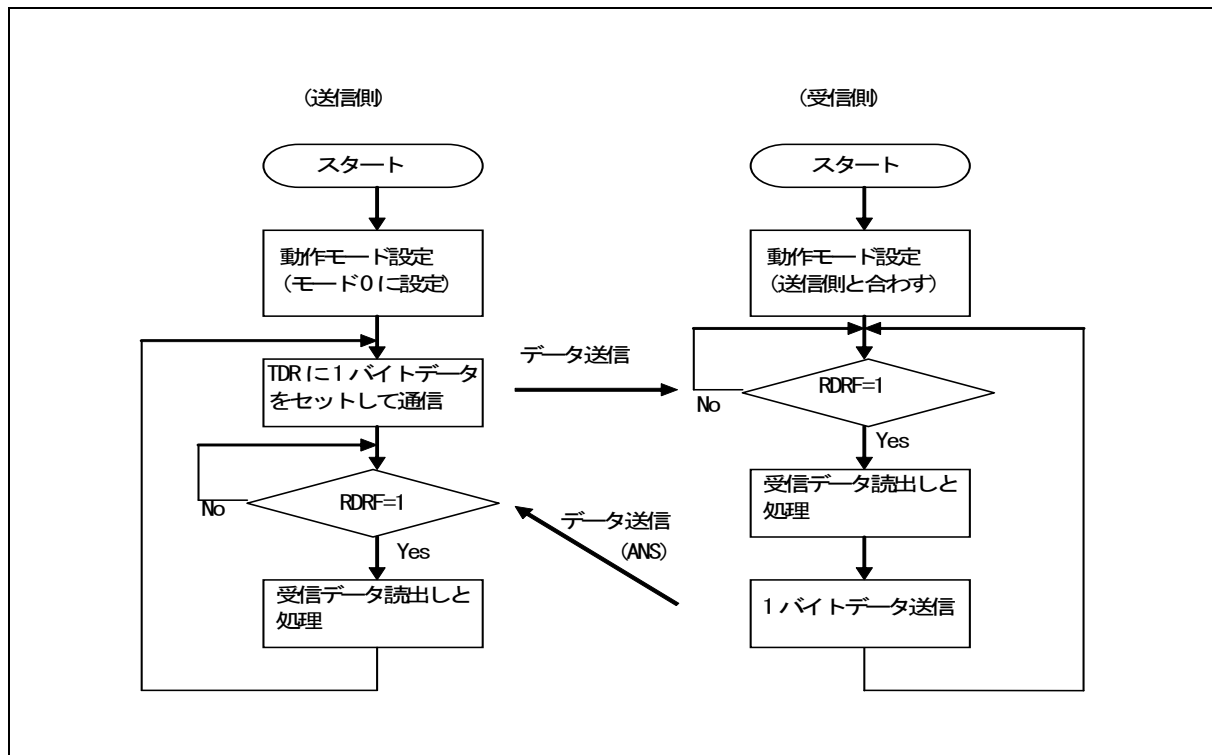 (送信側)
スタート
動作モード設定
(モード0に設定)
TDRに1バイトデータ
をセットして通信
RDRF=1
No
Yes
受信データ読出しと
処理
データ送信
データ送信
(ANS)
(受信側)
スタート
動作モード設定
(送信側と合わす)
RDRF=1
No
Yes
受信データ読出しと
処理
1バイトデータ送信